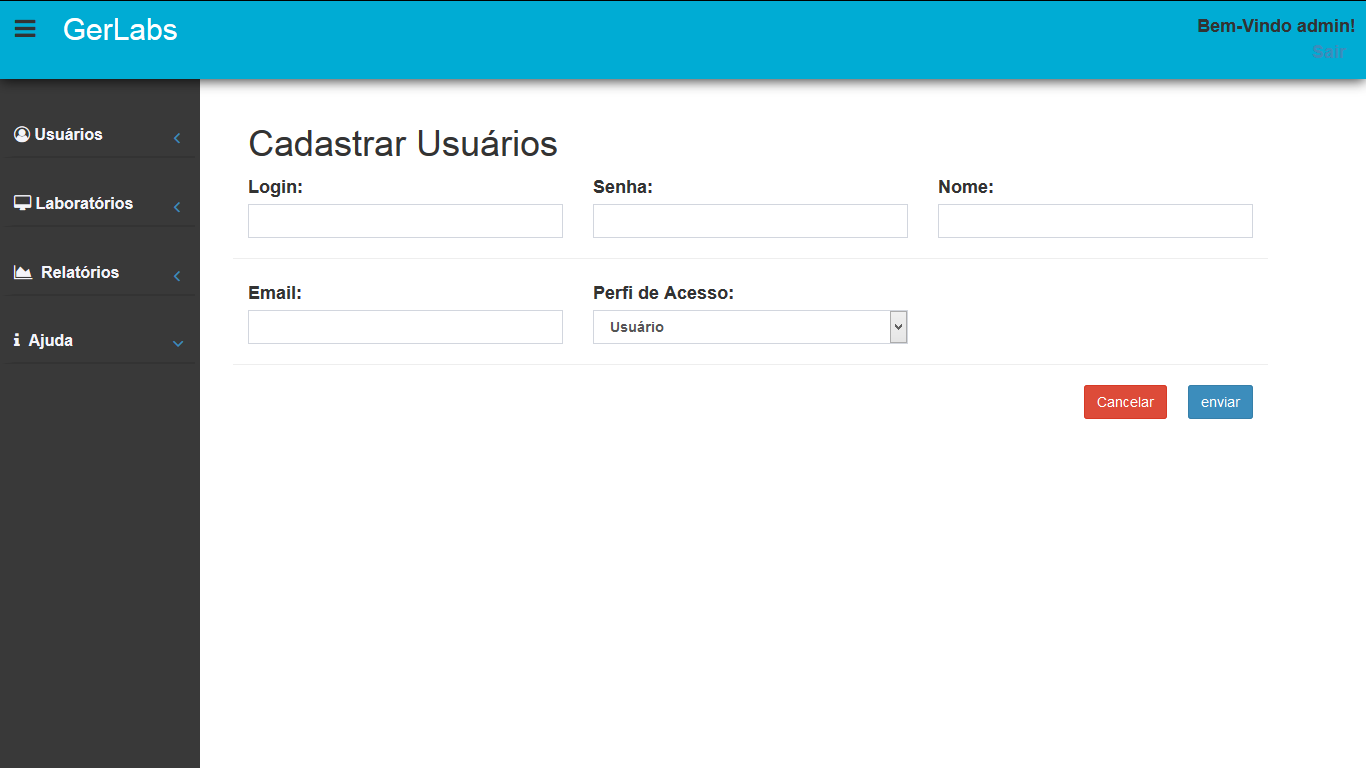 GerLabs
Bem-Vindo admin!
Sair
Usuários
Laboratórios
Relatórios
Ajuda
Cadastrar Usuários
Login: Senha: Nome:
Email: Perfi de Acesso:
Usuário
Cancelar enviar